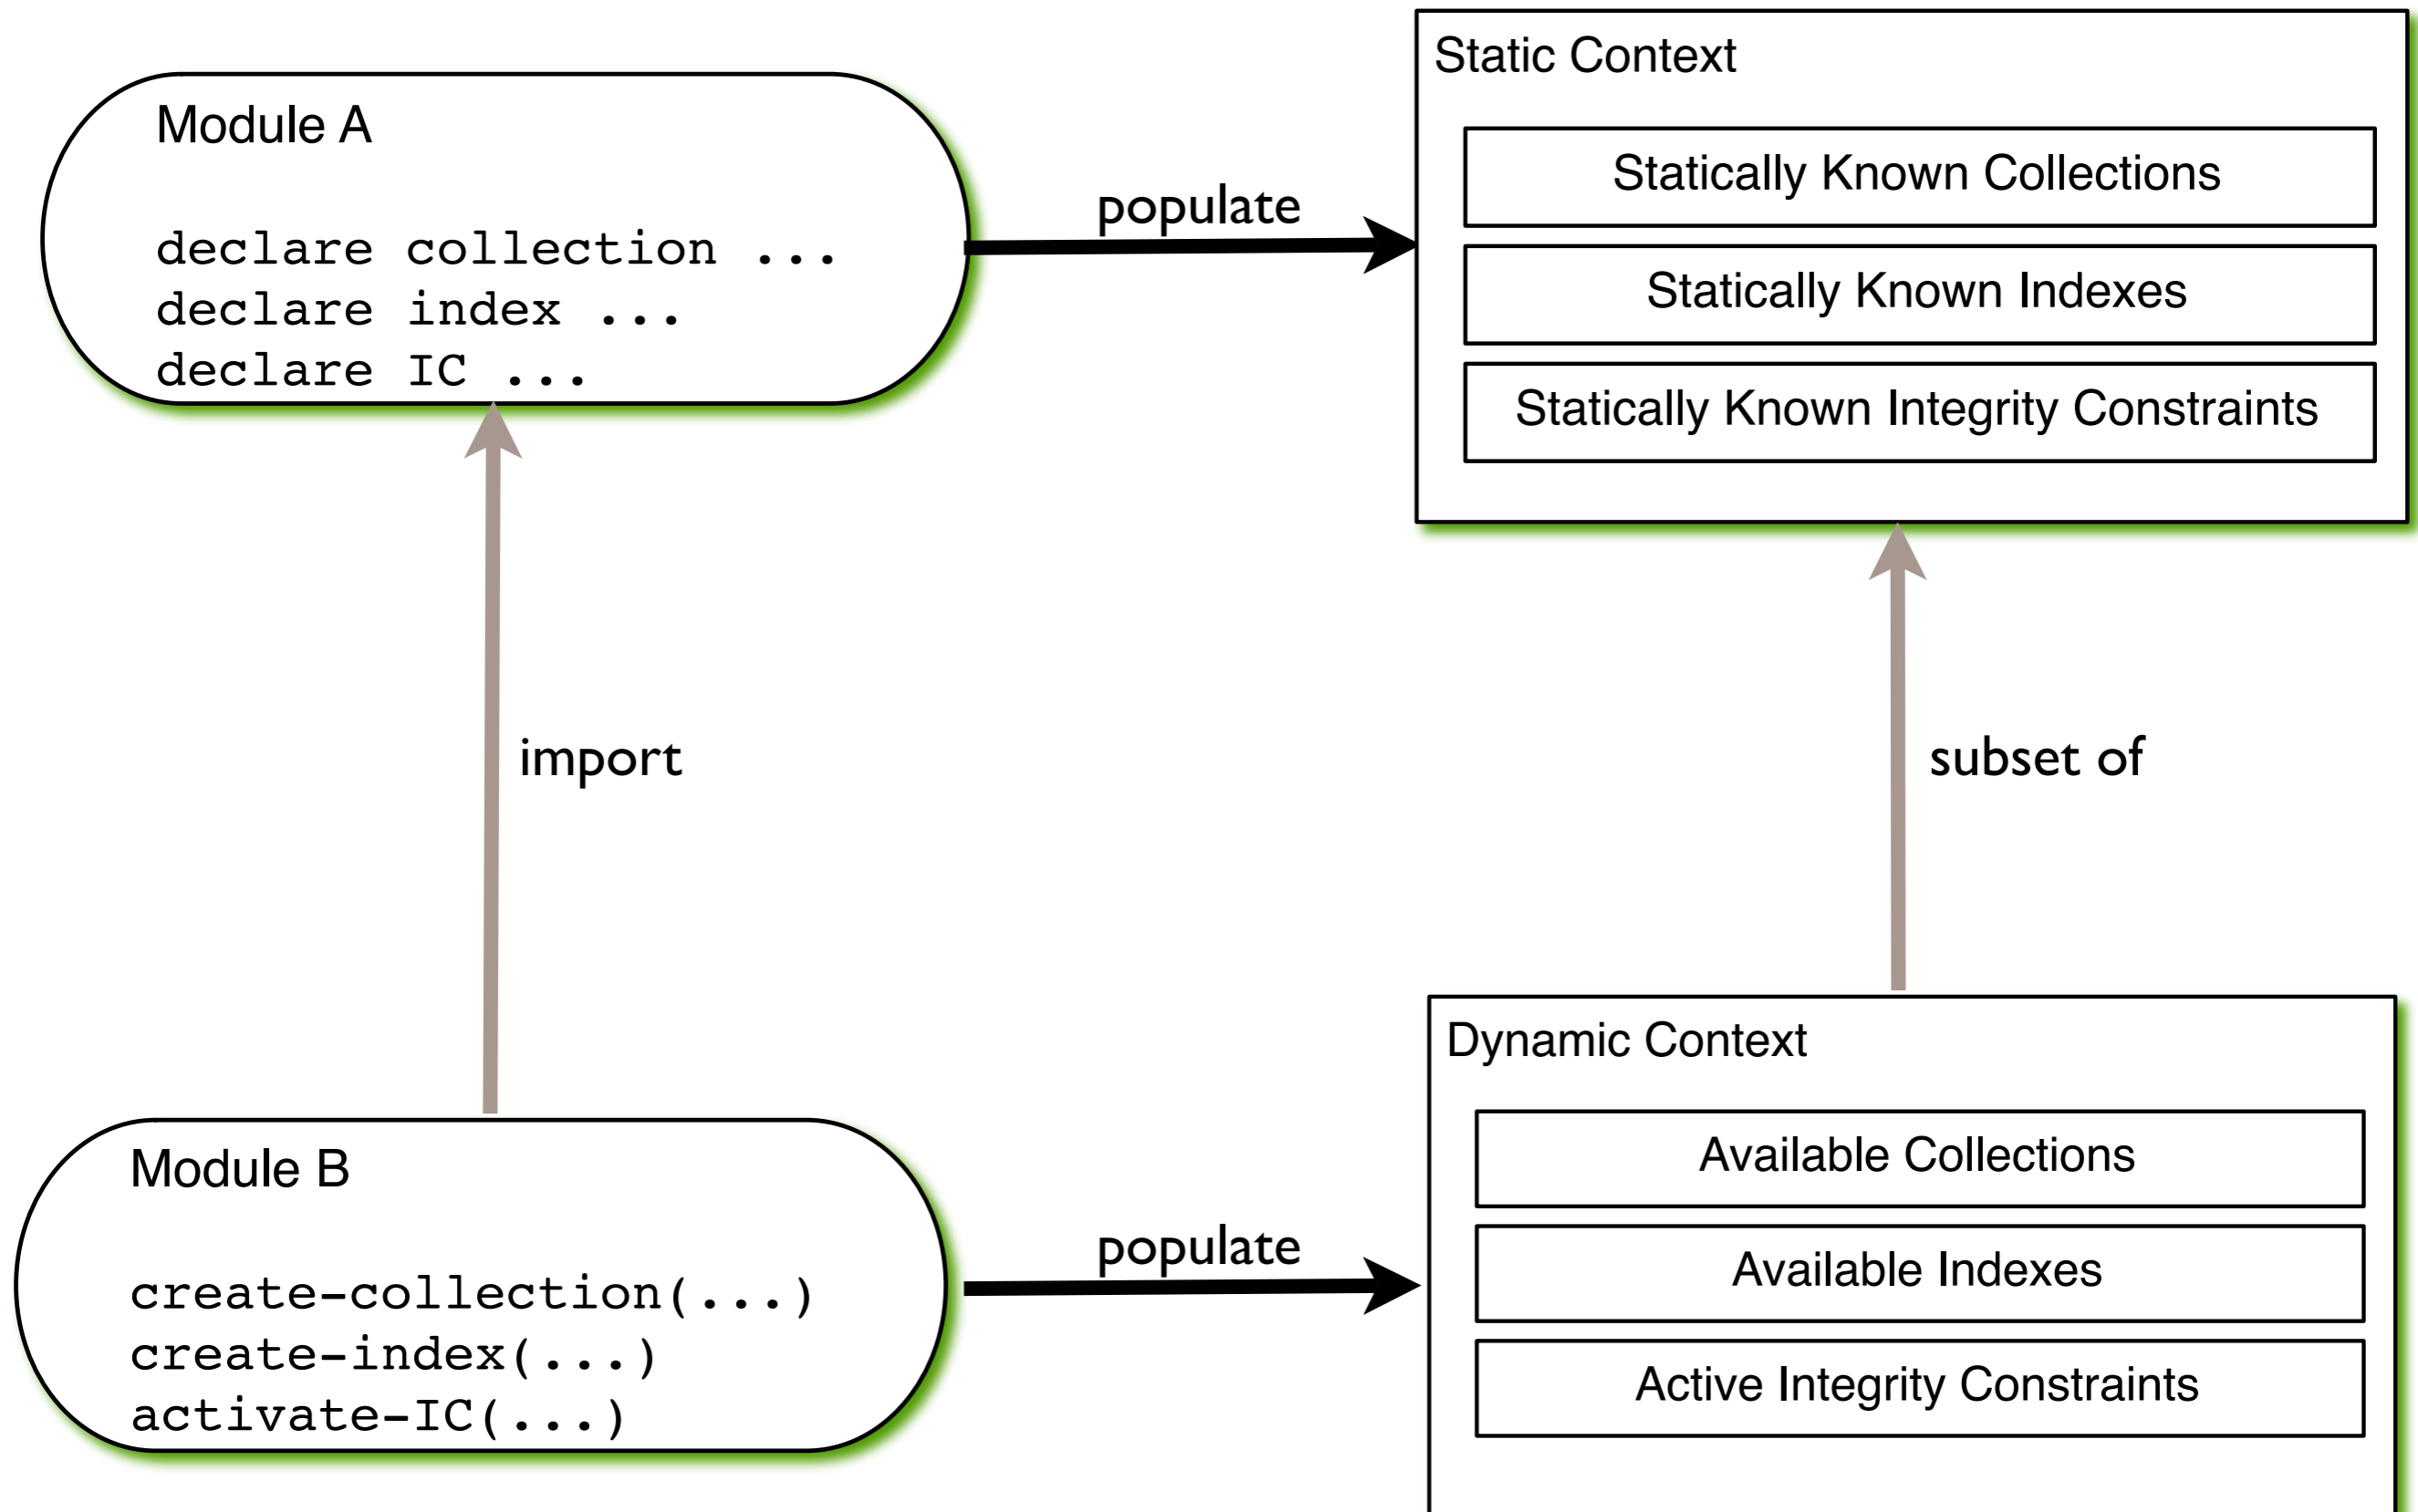 Module A
declare collection ...
declare index ...
declare IC ...
populate
Static Context
Statically Known Collections
Statically Known Indexes
Statically Known Integrity Constraints
import
subset of
Module B
create-collection(...)
create-index(...)
activate-IC(...)
populate
Dynamic Context
Available Collections
Available Indexes
Active Integrity Constraints